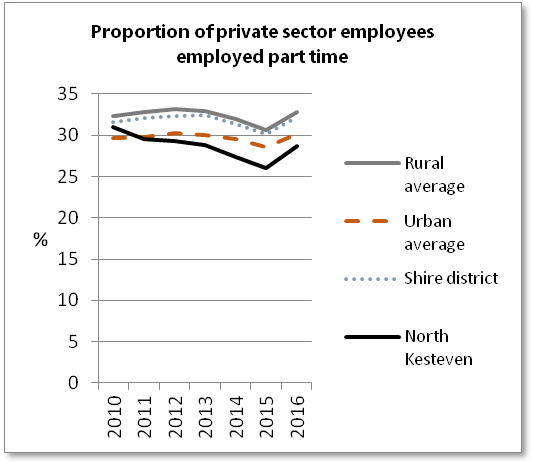 Proportion of private sector employees
employed part time
35
30
25
20
15
10
5
0
%
2010
2011
2012
2013
2014
2015
2016
Rural
average
Urban
average
Shire district
North
Kesteven